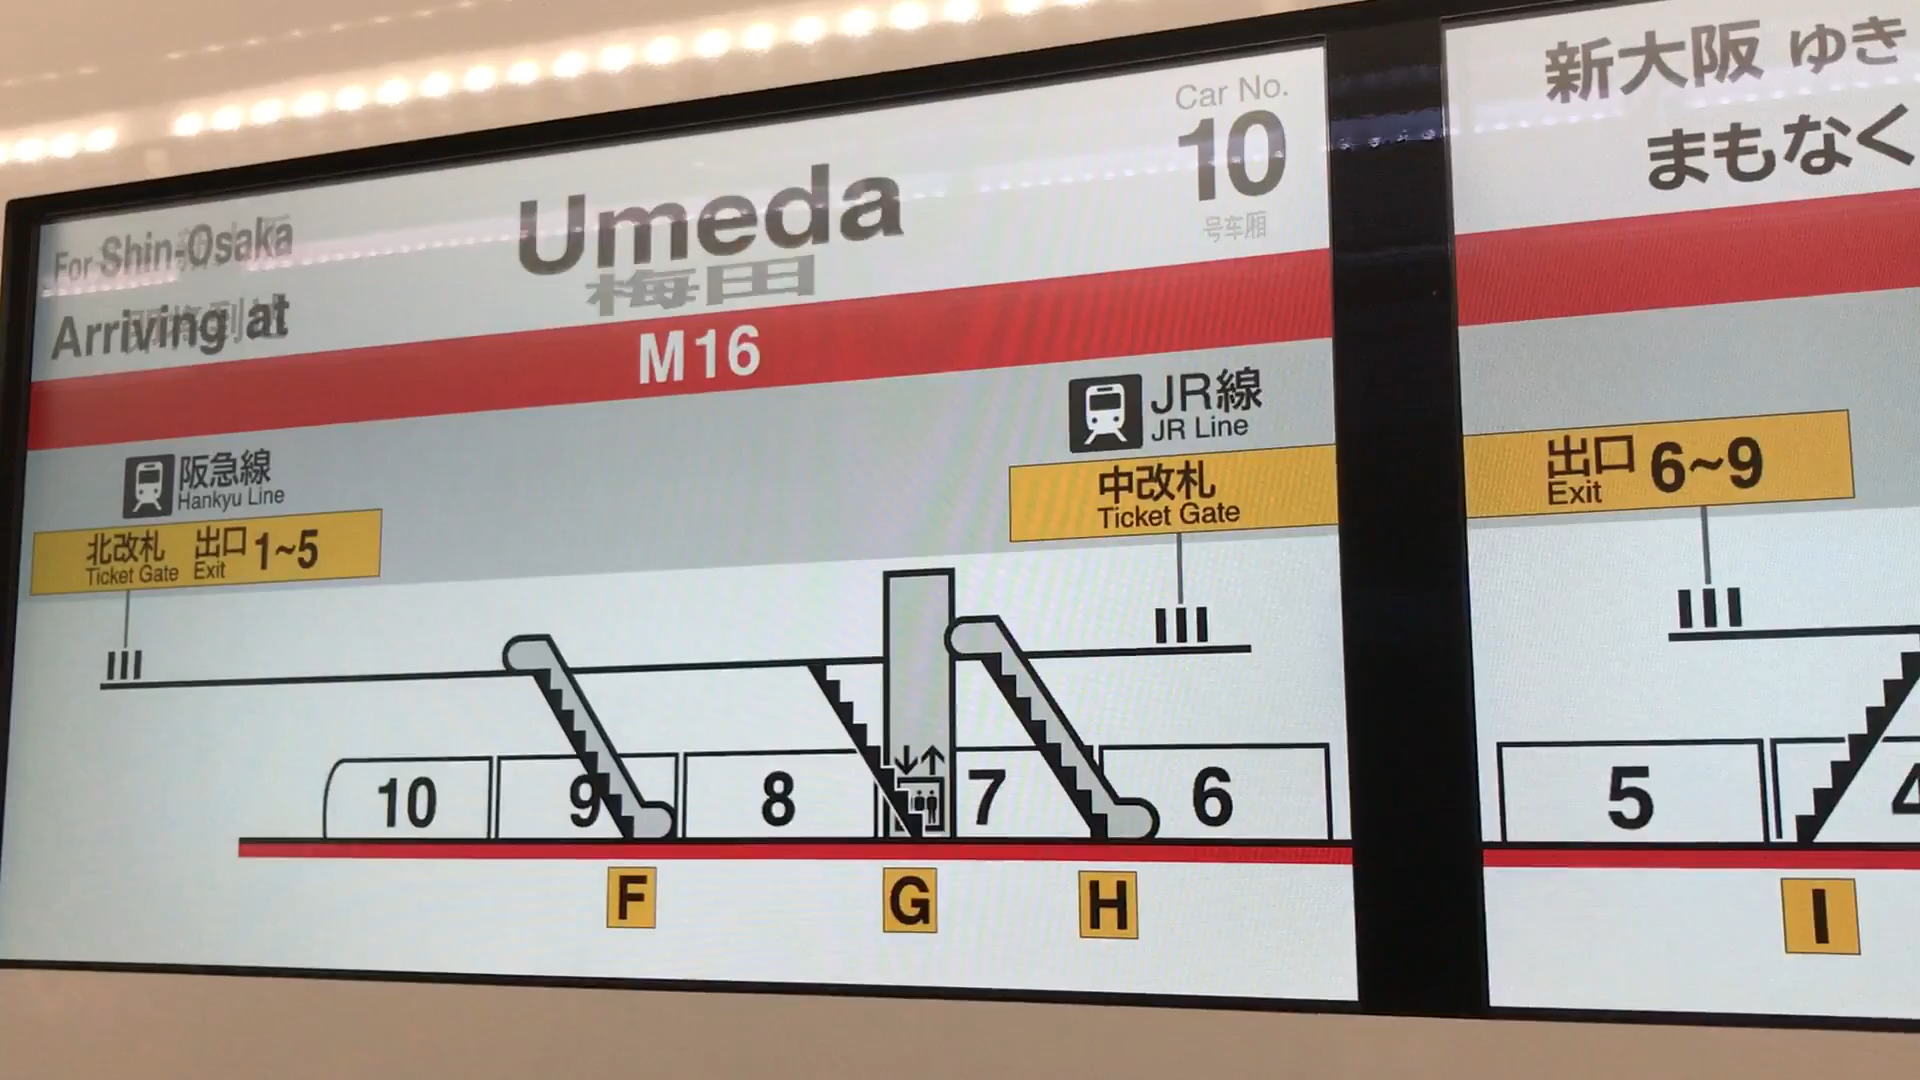 For Shin-Osaka
Arriving at
Umeda
梅田
Car No.
10
号车厢
M16
阪急線
Hankyu Line
北改札 出口 1~5
Ticket Gate Exit
JR線
JR Line
中改札
Ticket Gate
10 9 8 7 6
F G H
新大阪 ゆき
まもなく
出口 6~9
Exit
5 4
I